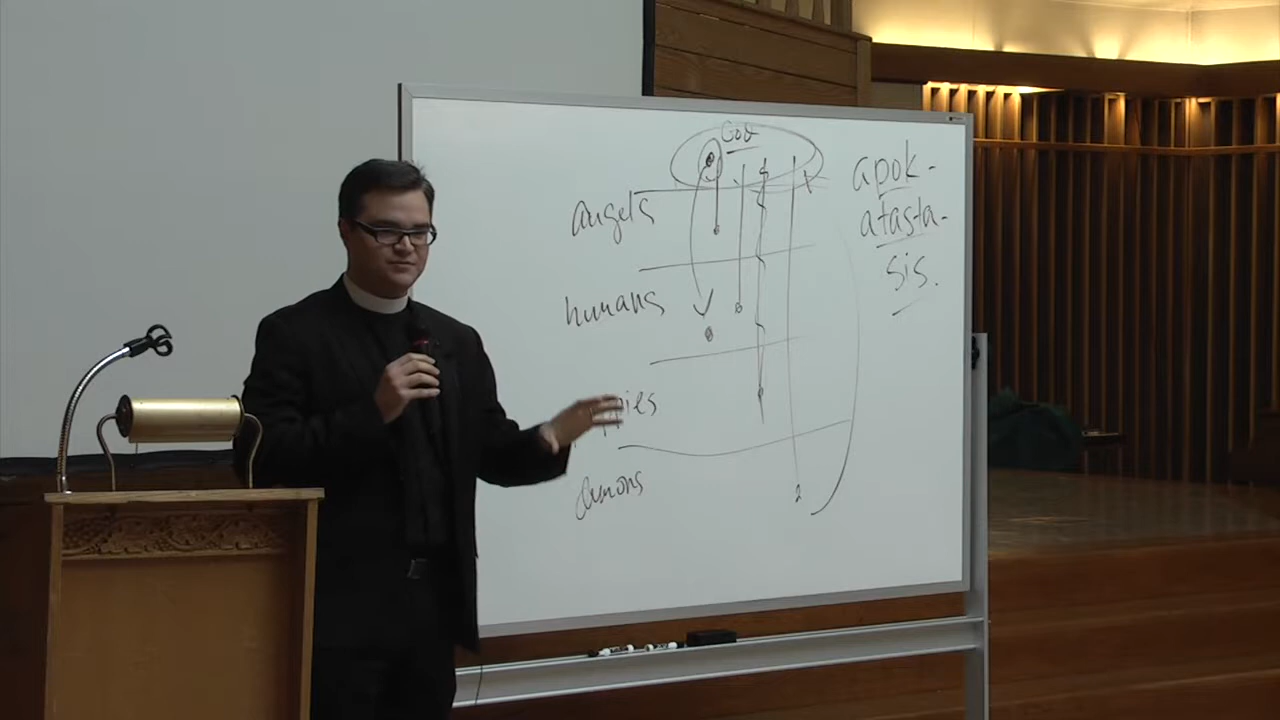 God
angels
humans
demons
apok-
atasta-
sis.